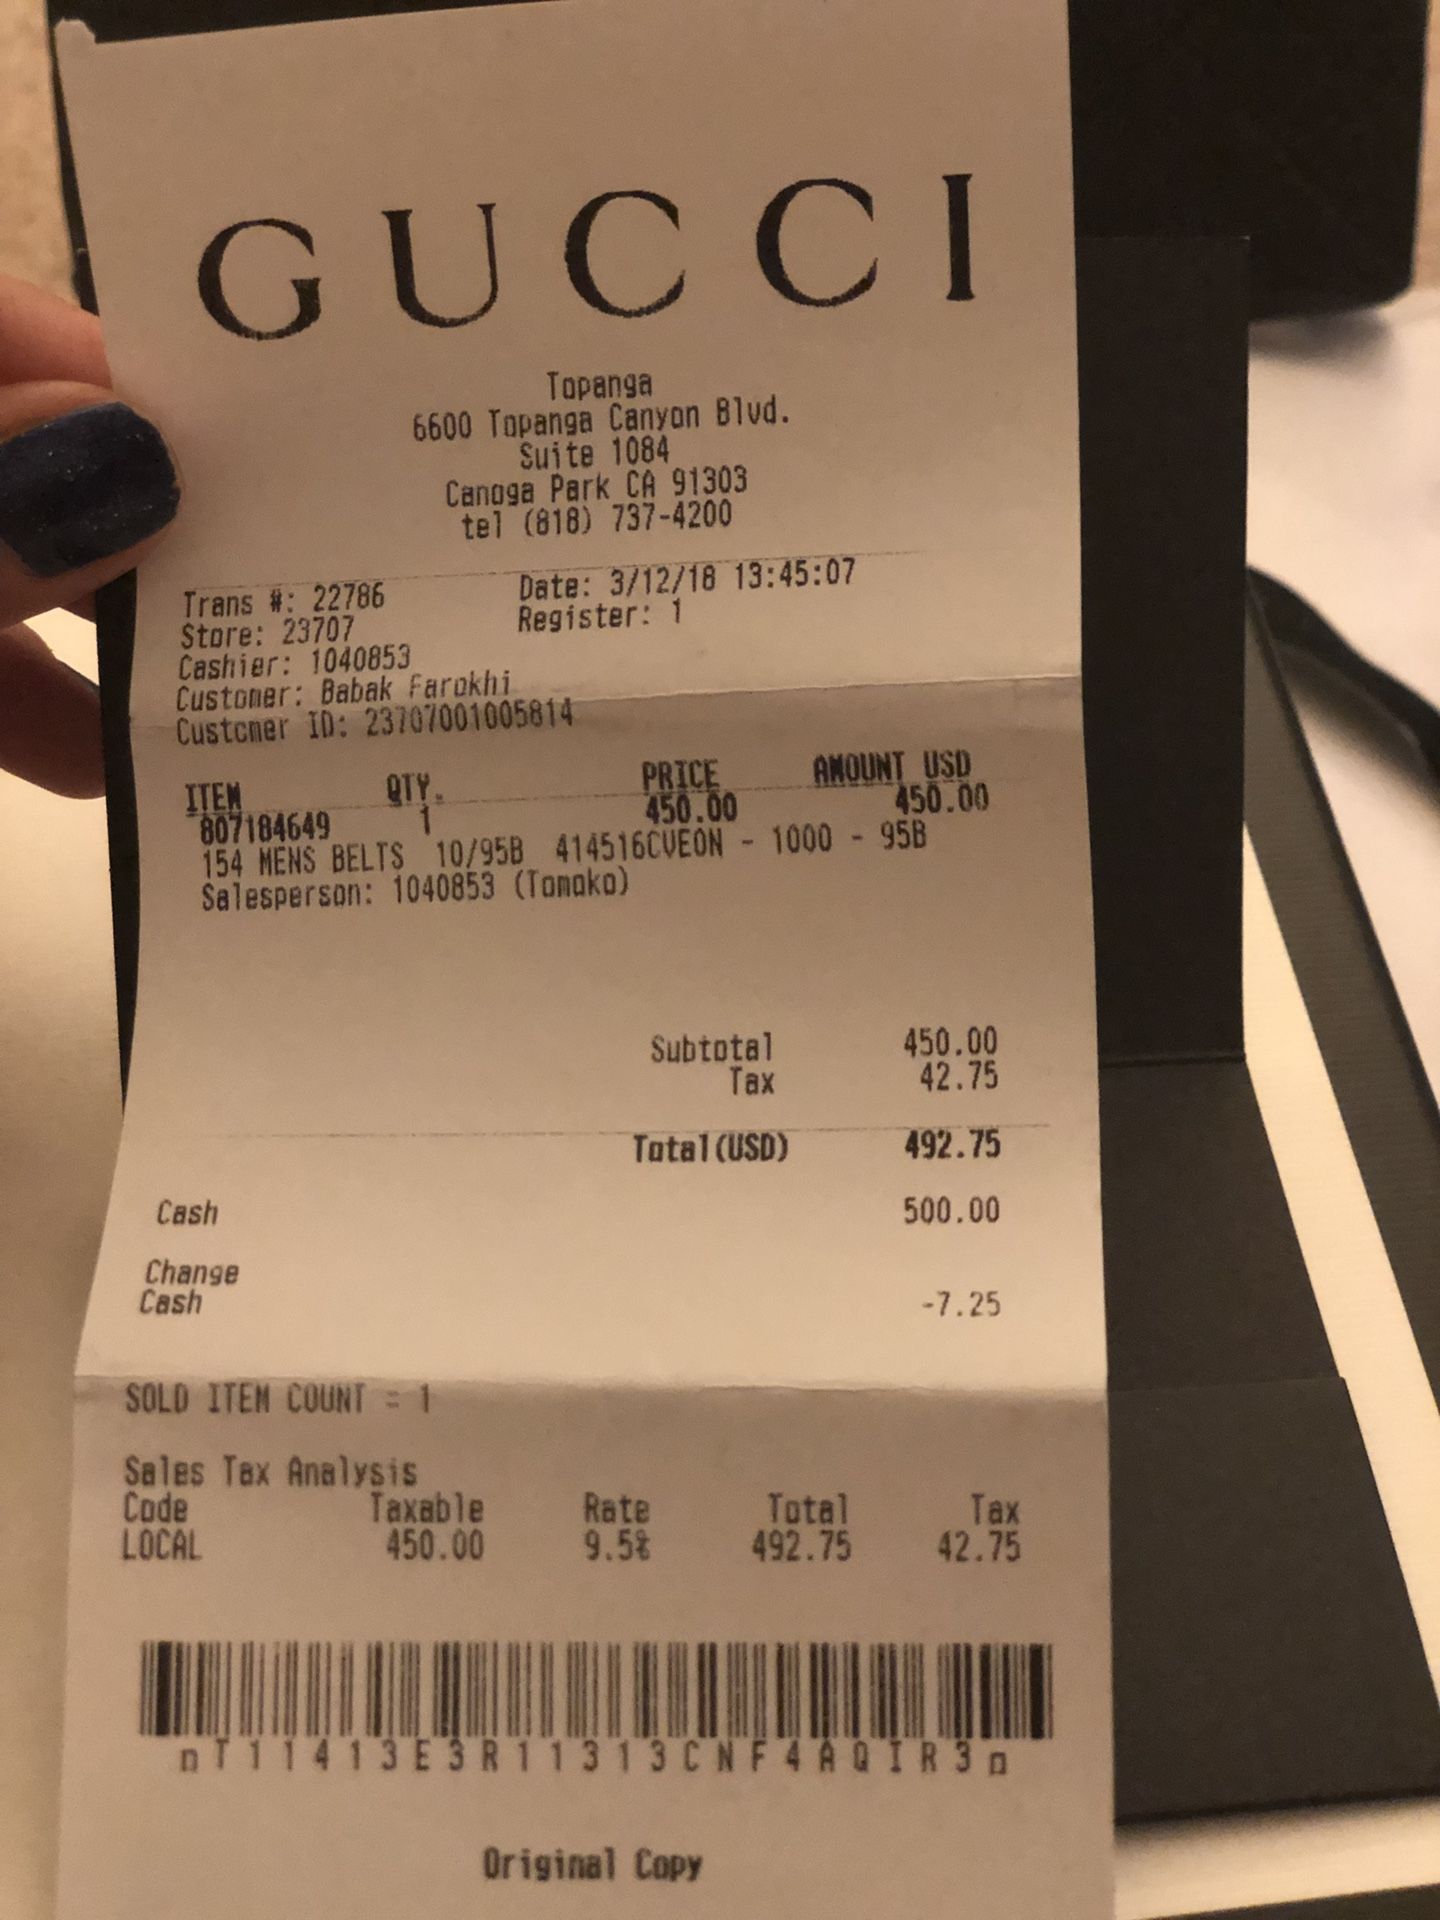 GUCCI
Topanga
6600 Topanga Canyon Blvd.
Suite 1084
Canoga Park CA 91303
tel (818) 737-4200
Trans #: 22786 Date: 3/12/18 13:45:07
Store: 23707 Register: 1
Cashier: 1040853
Customer: Babak Farokhi
Customer ID: 23707001005814
ITEM QTY. PRICE AMOUNT USD
807184649 1 450.00 450.00
154 MENS BELTS 10/95B 414516CVEON - 1000 - 95B
Salesperson: 1040853 (Tomoko)
Subtotal 450.00
Tax 42.75
Total(USD) 492.75
Cash 500.00
Change
Cash -7.25
SOLD ITEM COUNT = 1
Sales Tax Analysis
Code Taxable Rate Total Tax
LOCAL 450.00 9.5% 492.75 42.75
nT11413E3R11313CNF4AQIR3n
Original Copy